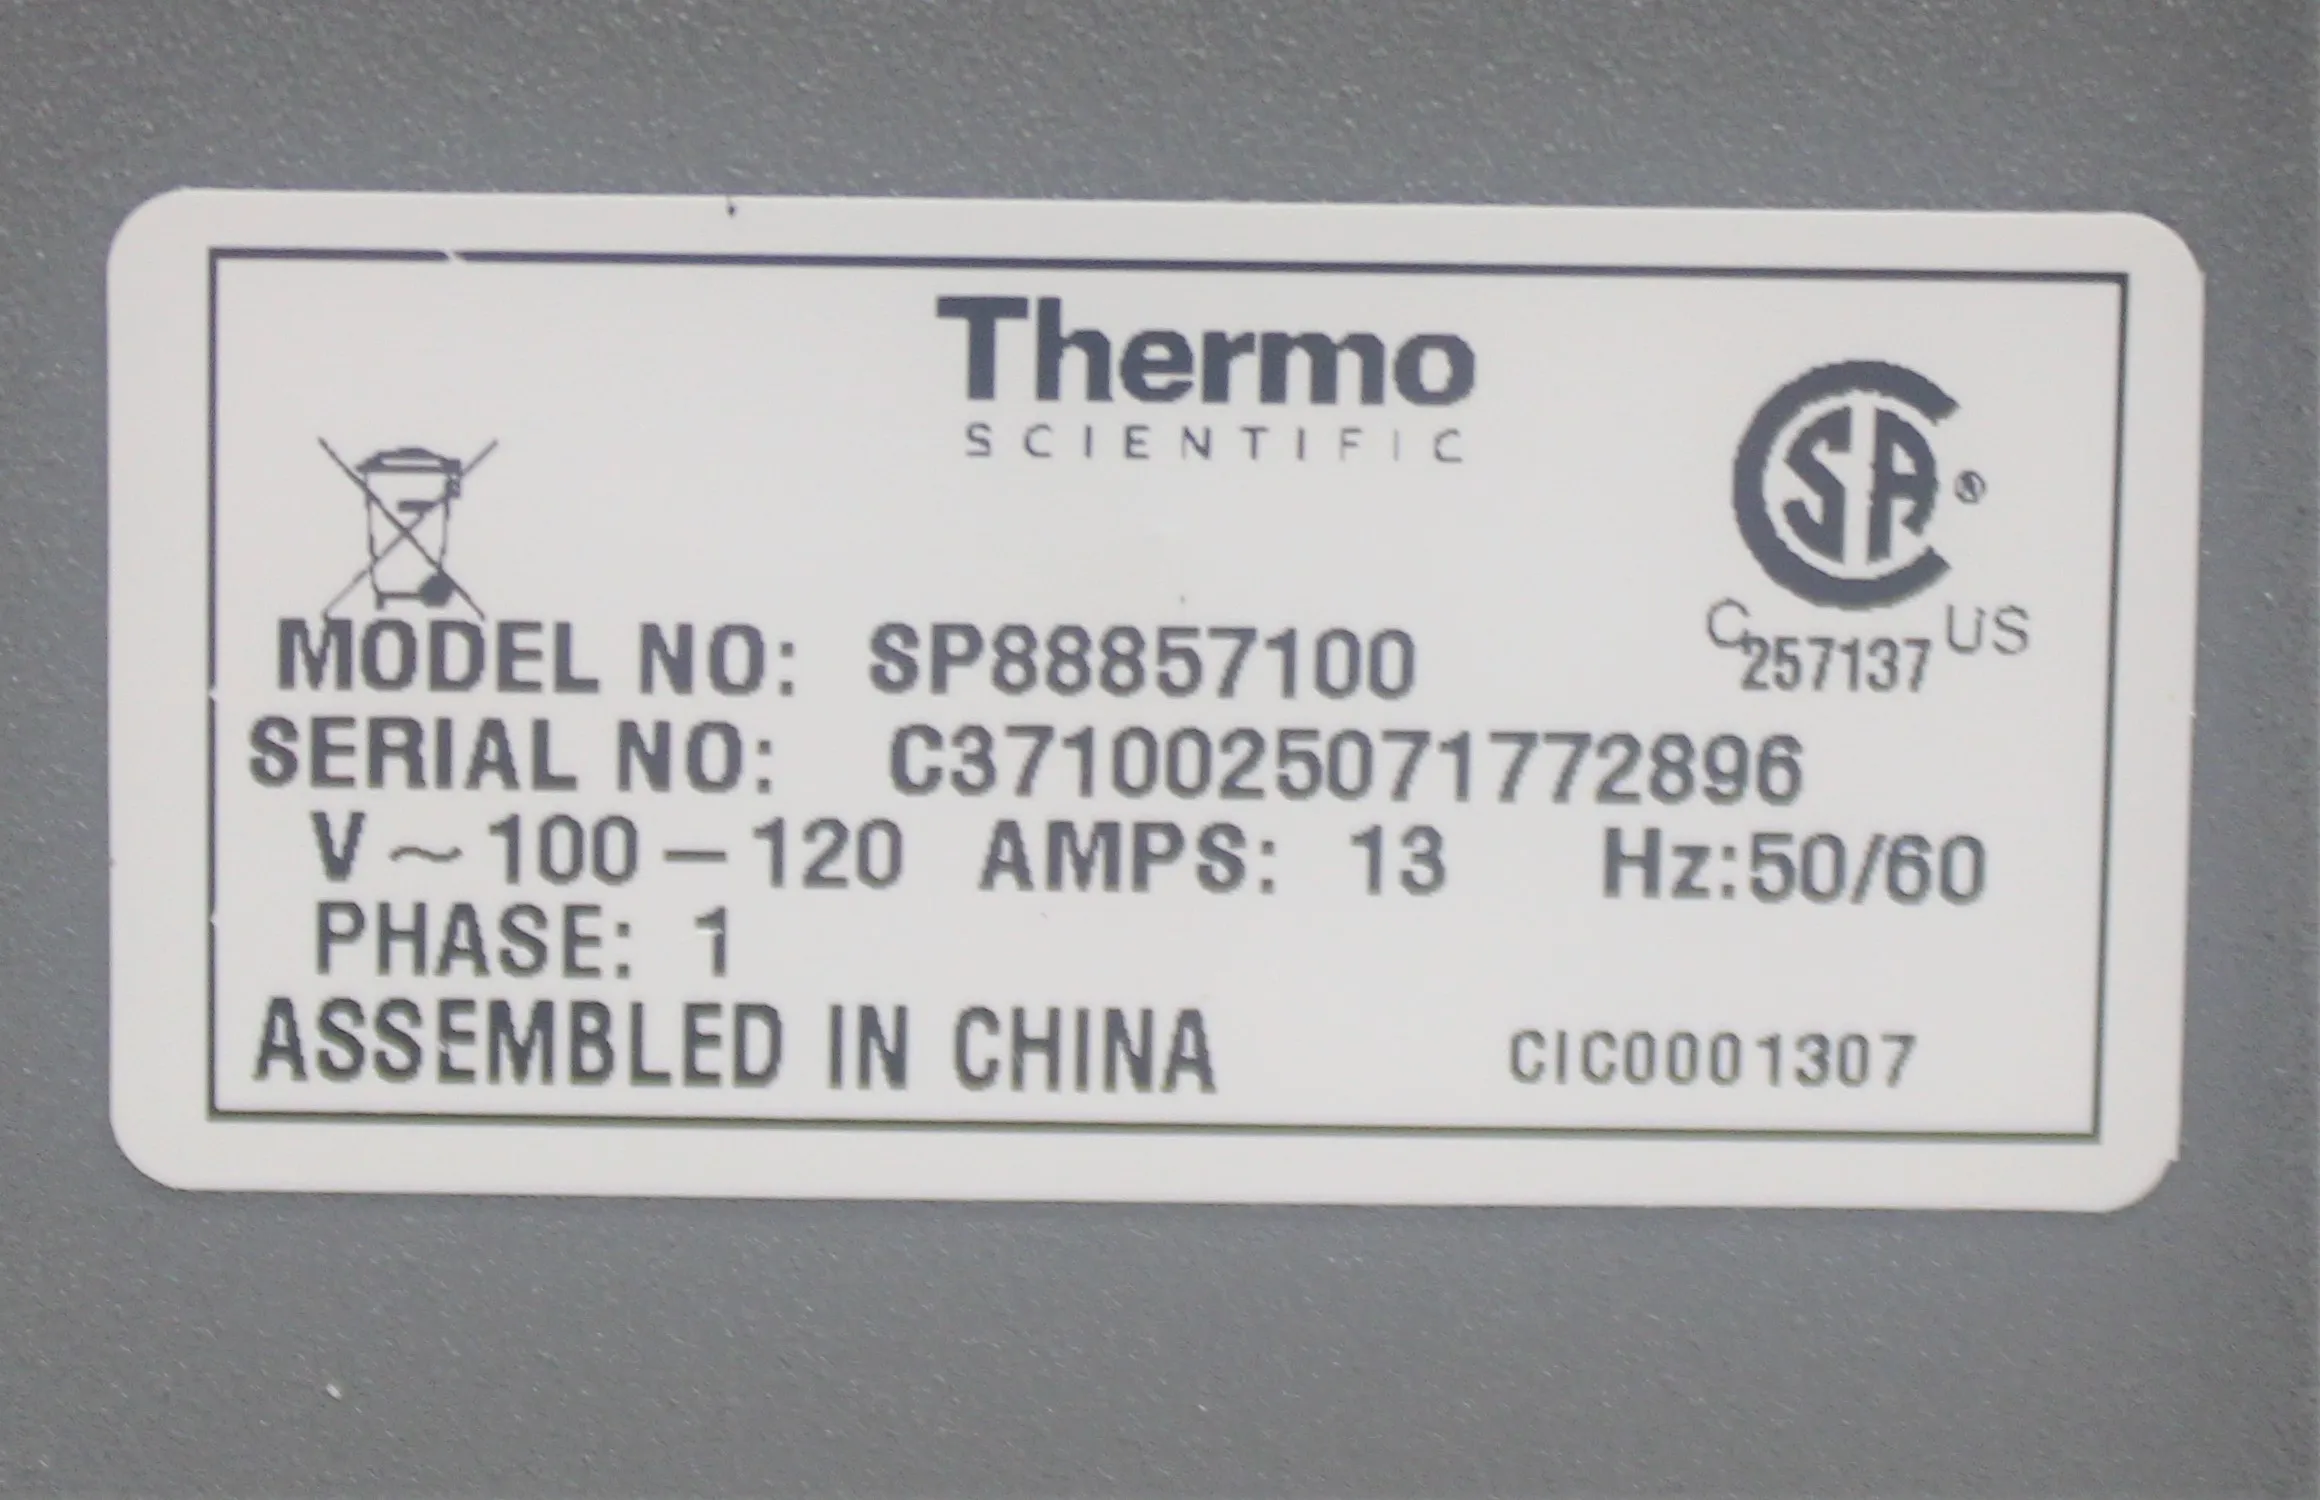 Thermo
SCIENTIFIC
CSA®
C US
257137
MODEL NO: SP88857100
SERIAL NO: C3710025071772896
V~100-120 AMPS: 13 Hz:50/60
PHASE: 1
ASSEMBLED IN CHINA CIC0001307